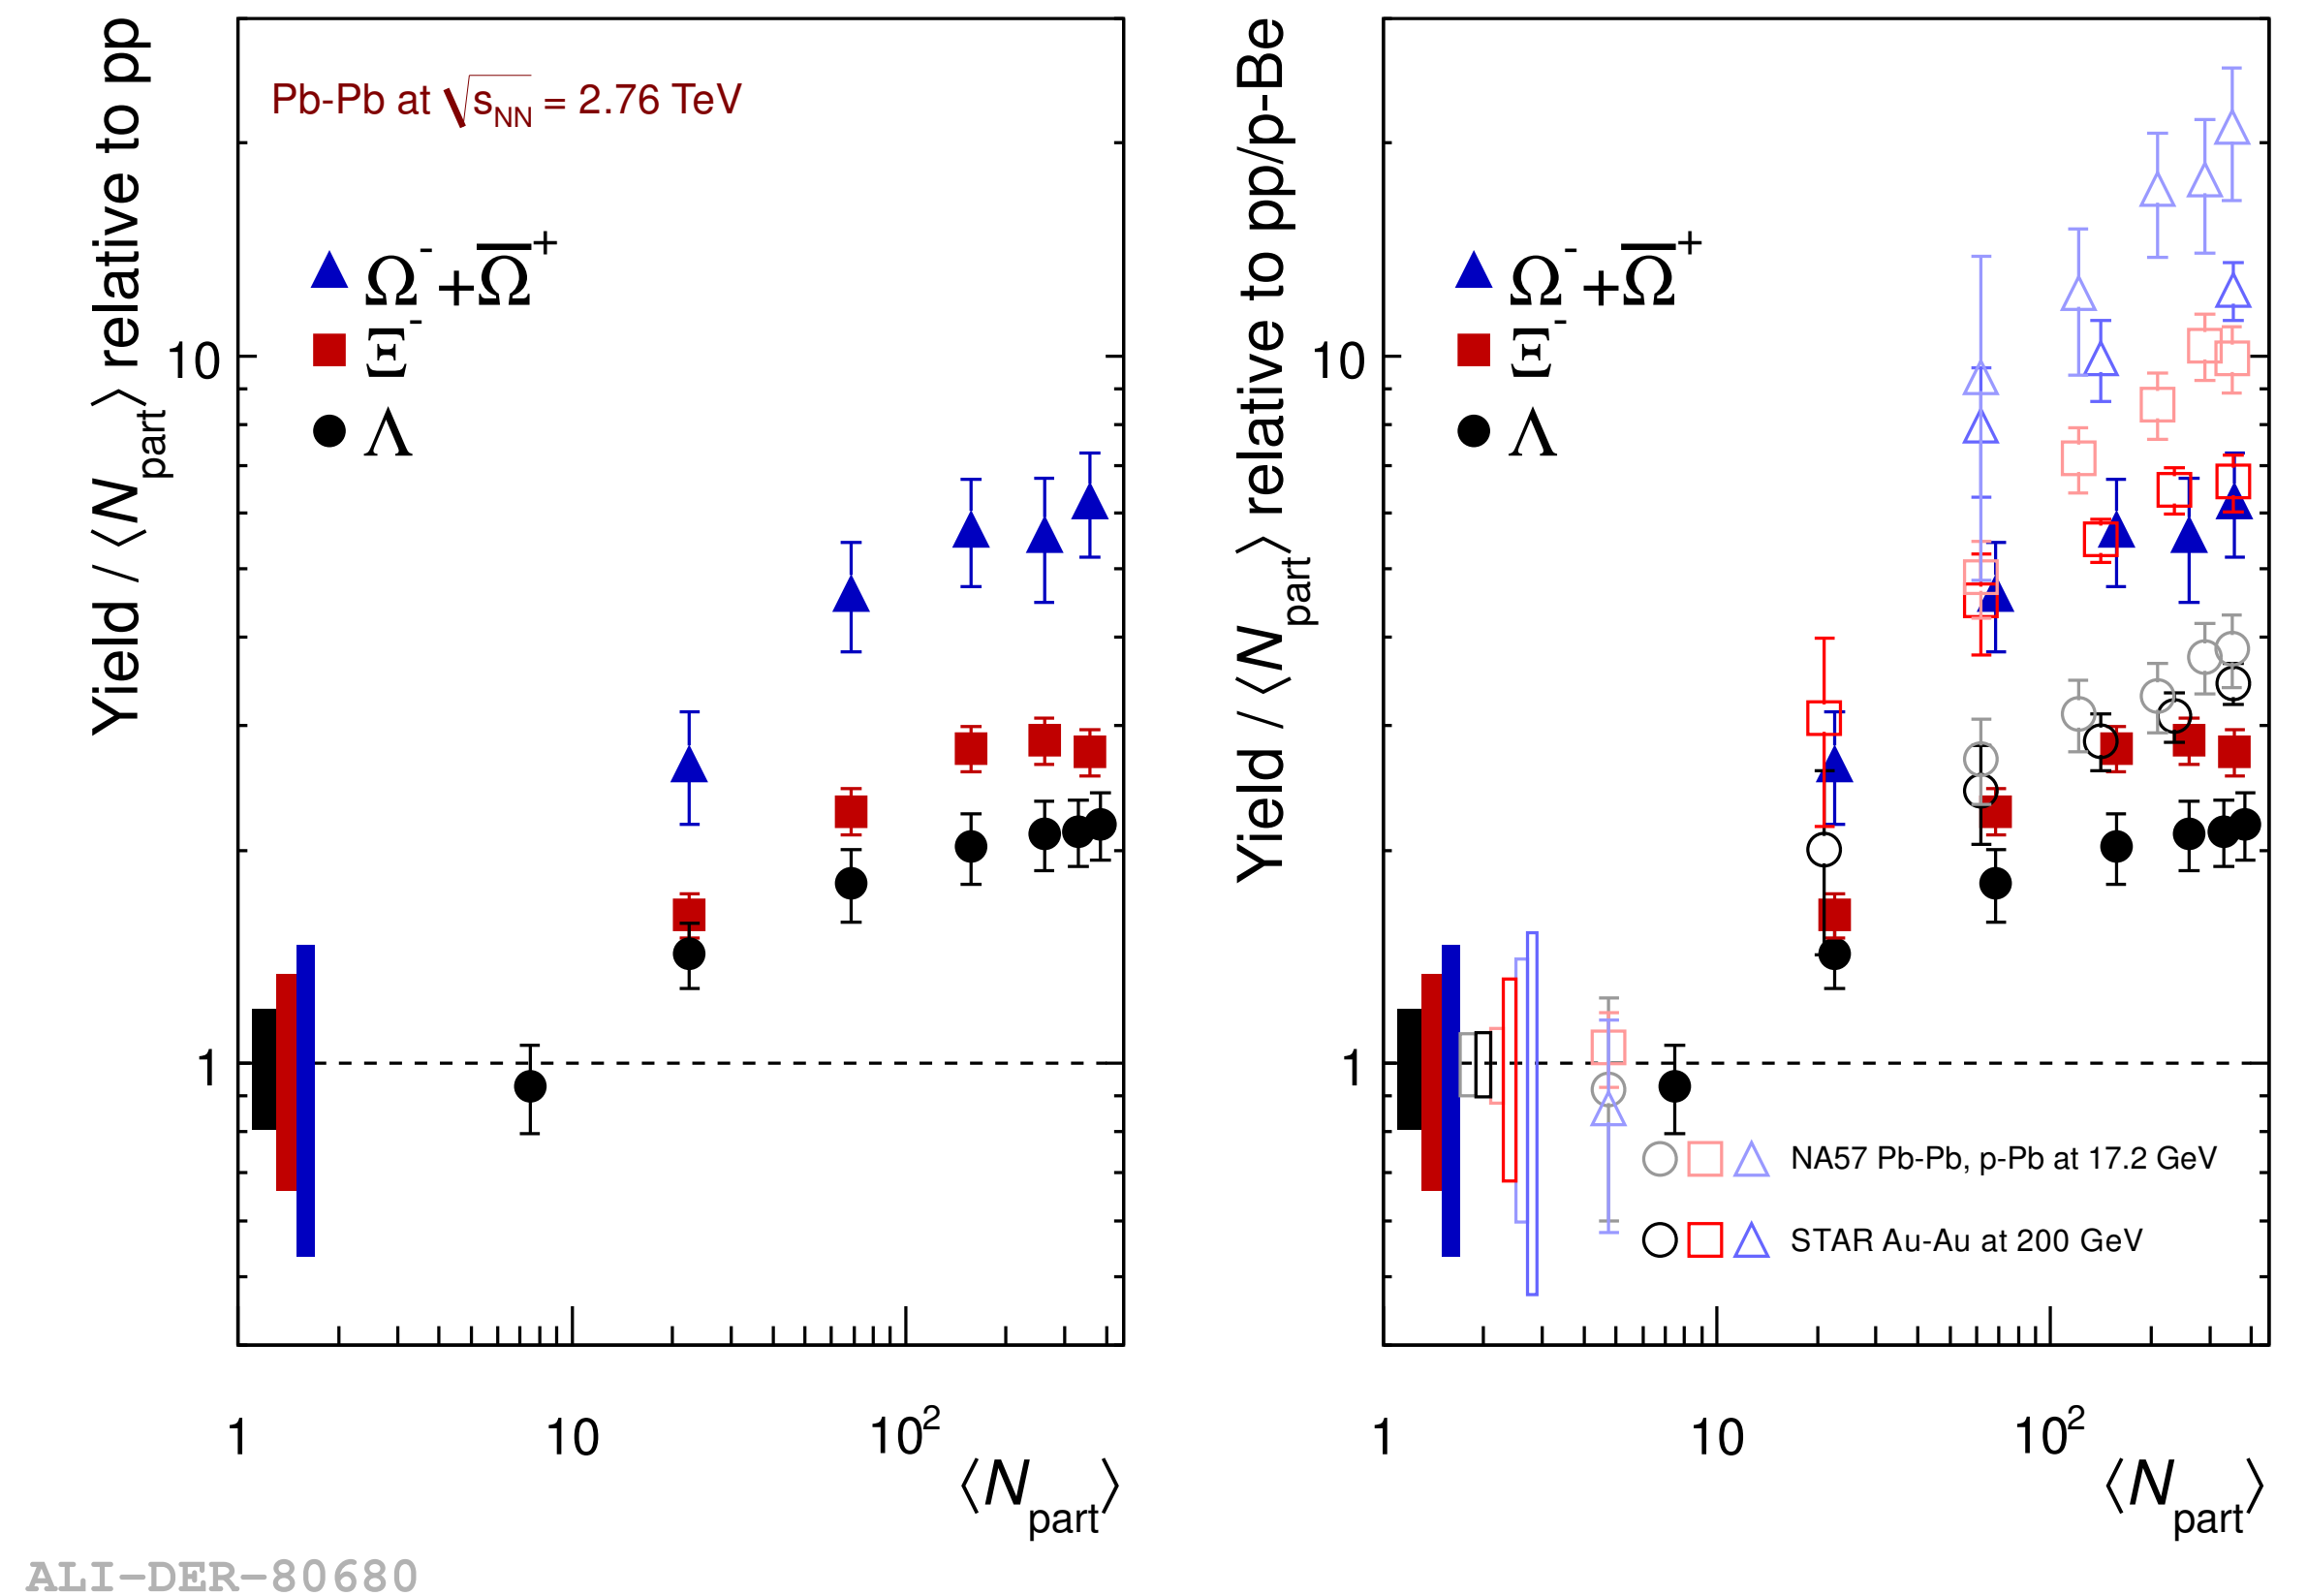 Yield / ⟨Npart⟩ relative to pp
Pb-Pb at √sNN = 2.76 TeV
Ω⁻+Ω̅⁺
Ξ⁻
Λ
10
1
1
10
10²
⟨Npart⟩
Yield / ⟨Npart⟩ relative to pp/p-Be
Ω⁻+Ω̅⁺
Ξ⁻
Λ
10
1
NA57 Pb-Pb, p-Pb at 17.2 GeV
STAR Au-Au at 200 GeV
1
10
10²
⟨Npart⟩
ALI-DER-80680